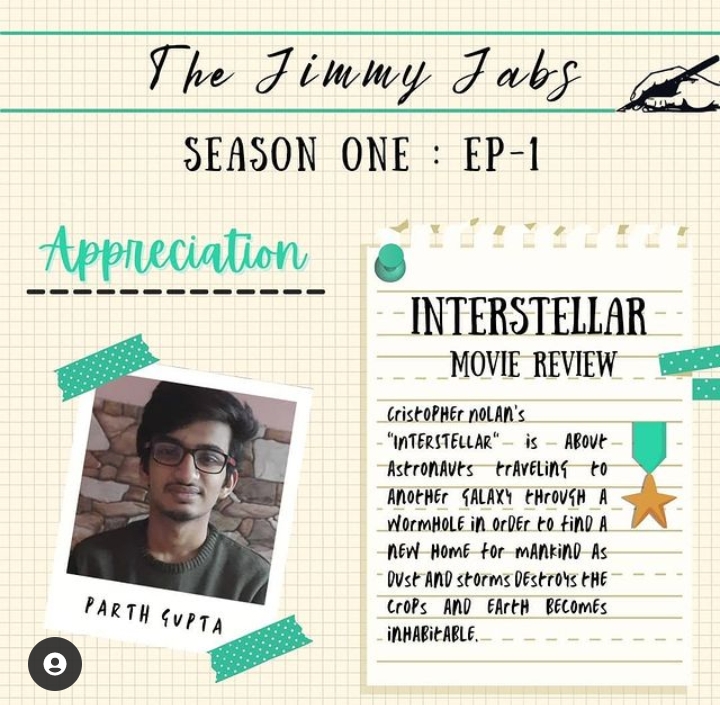 The Jimmy Jabs
SEASON ONE : EP-1
Appreciation
PARTH GUPTA
INTERSTELLAR
MOVIE REVIEW
CristOPHEr nOLAn's
"InTERSTELLAR" is ABOUt
AstronAUts trAVELinG to
AnOtHEr GALAXY tHrOUGH A
WOrmHOLE in OrDEr to finD A
nEW HOmE for mAnKinD As
DUst AnD storms DEstrOYs tHE
CrOPs AnD EArtH BECOmEs
inHABitABLE.